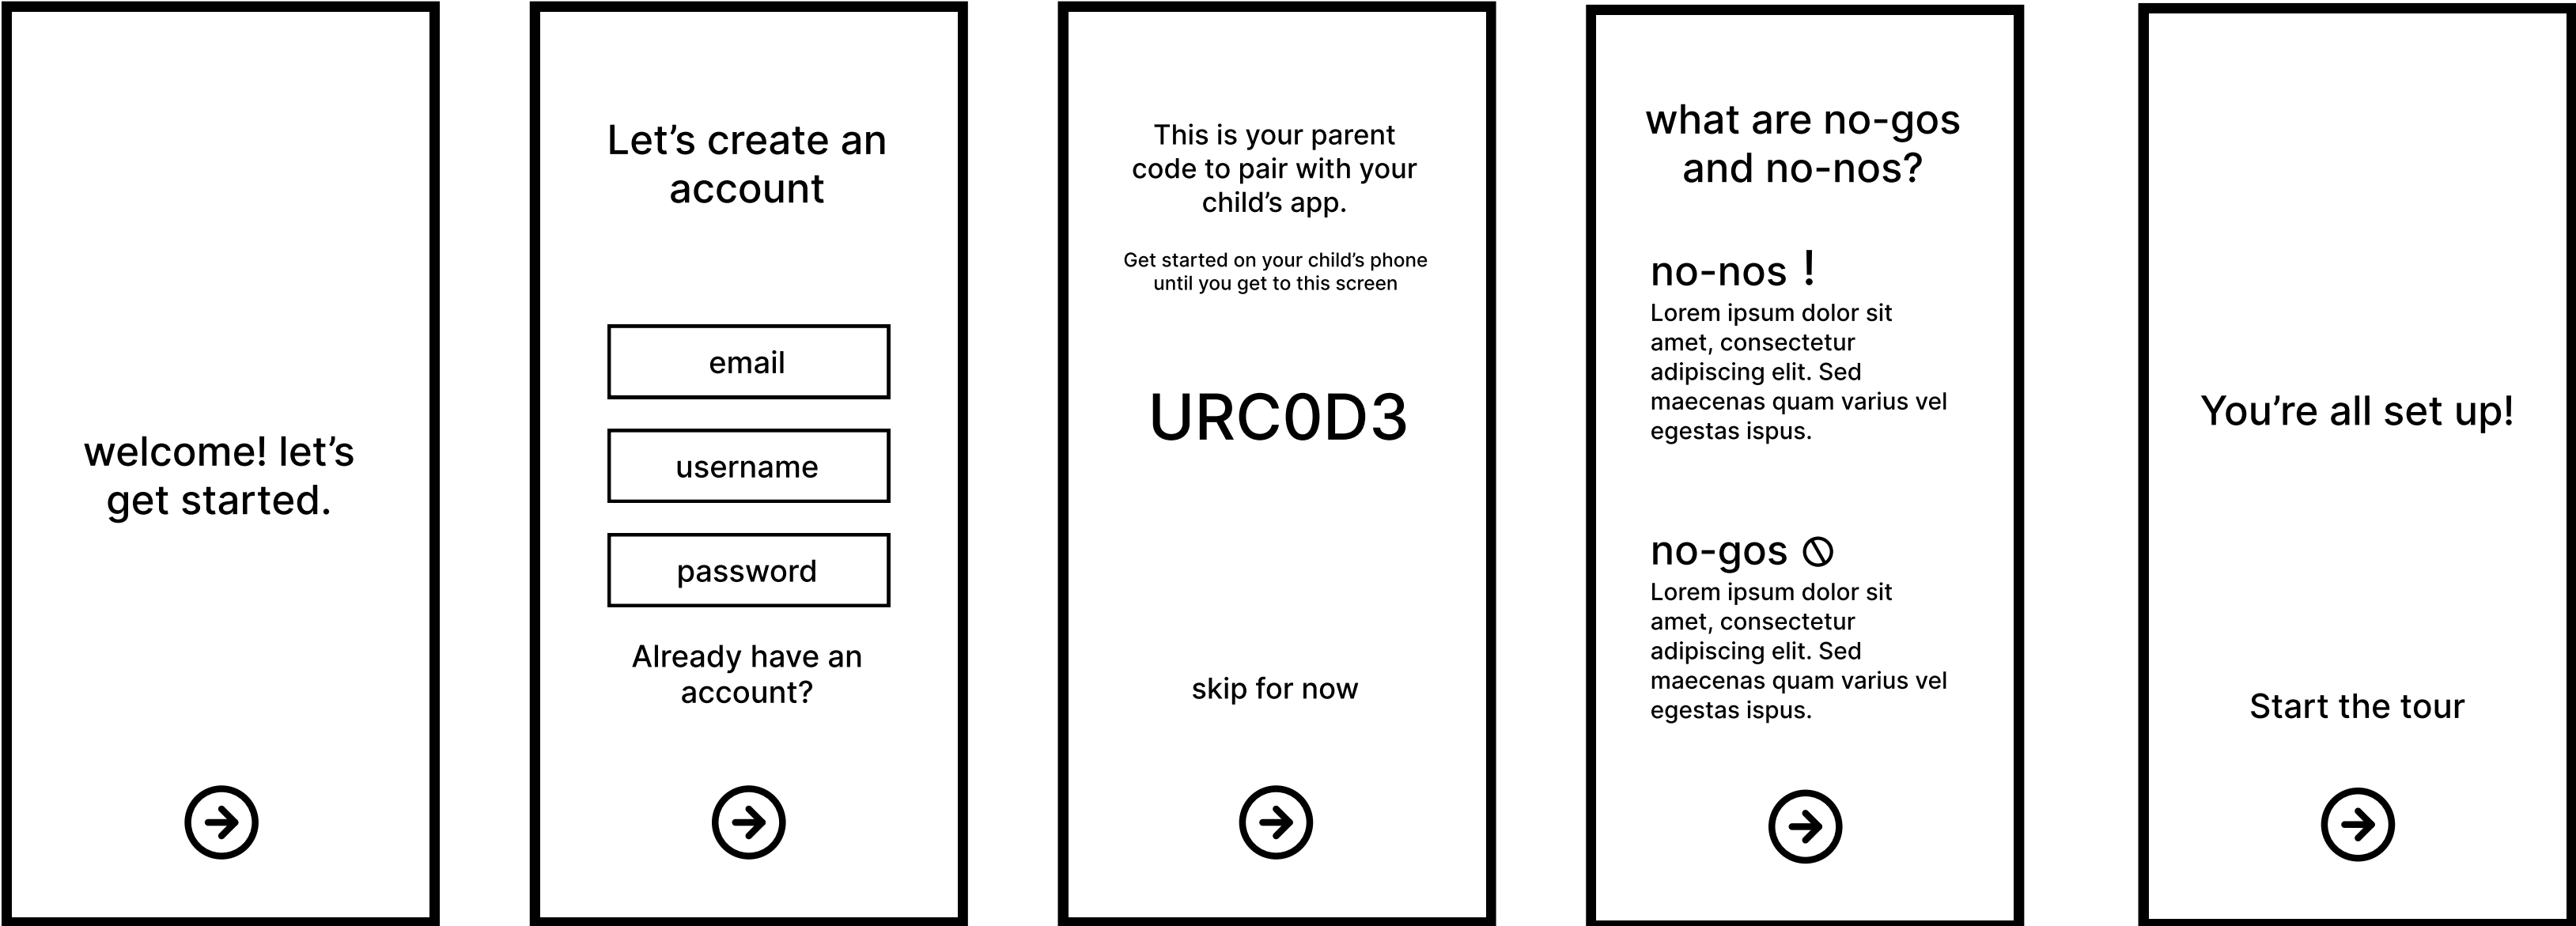 welcome! let’s
get started.
Let’s create an
account
email
username
password
Already have an
account?
This is your parent
code to pair with your
child’s app.
Get started on your child’s phone
until you get to this screen
URC0D3
skip for now
what are no-gos
and no-nos?
no-nos !
Lorem ipsum dolor sit
amet, consectetur
adipiscing elit. Sed
maecenas quam varius vel
egestas ispus.
no-gos
Lorem ipsum dolor sit
amet, consectetur
adipiscing elit. Sed
maecenas quam varius vel
egestas ispus.
You’re all set up!
Start the tour